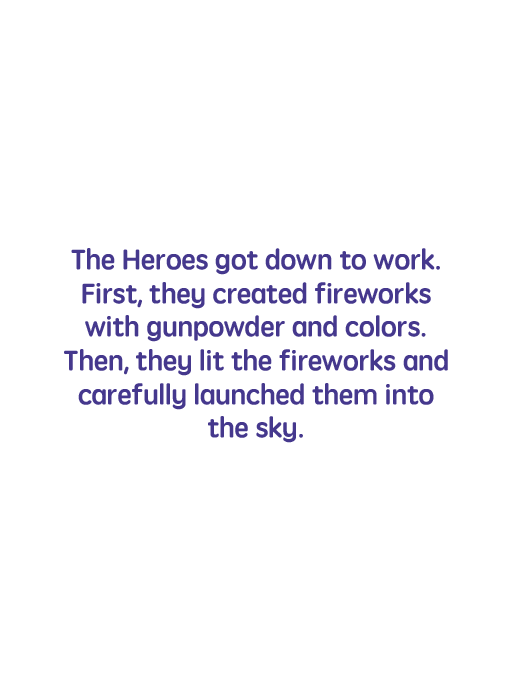 The Heroes got down to work.
First, they created fireworks
with gunpowder and colors.
Then, they lit the fireworks and
carefully launched them into
the sky.